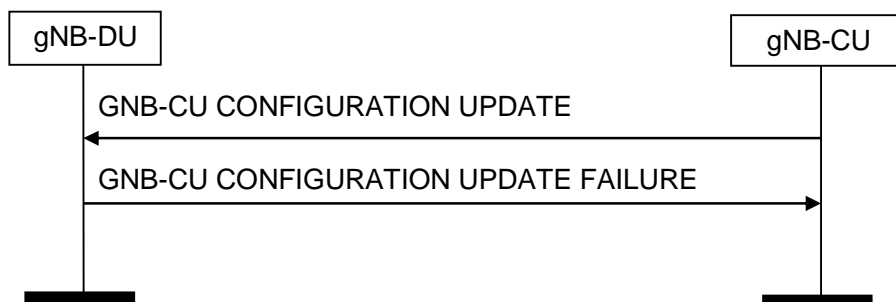 gNB-DU
gNB-CU
GNB-CU CONFIGURATION UPDATE
GNB-CU CONFIGURATION UPDATE FAILURE